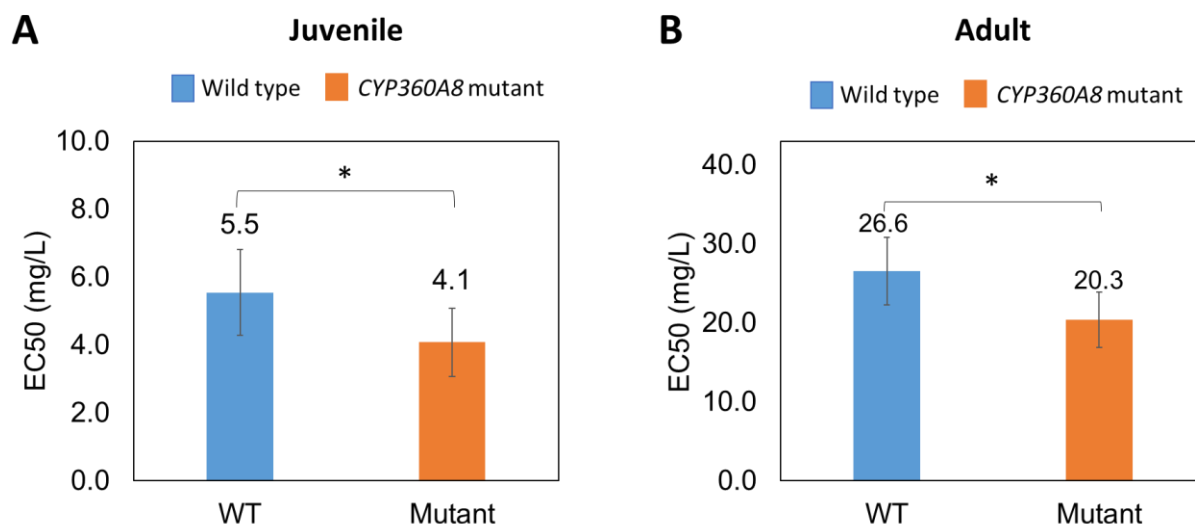 A
Juvenile
Wild type
CYP360A8 mutant
EC50 (mg/L)
10.0
8.0
6.0
4.0
2.0
0.0
*
5.5
4.1
WT
Mutant
B
Adult
Wild type
CYP360A8 mutant
EC50 (mg/L)
40.0
30.0
20.0
10.0
0.0
*
26.6
20.3
WT
Mutant